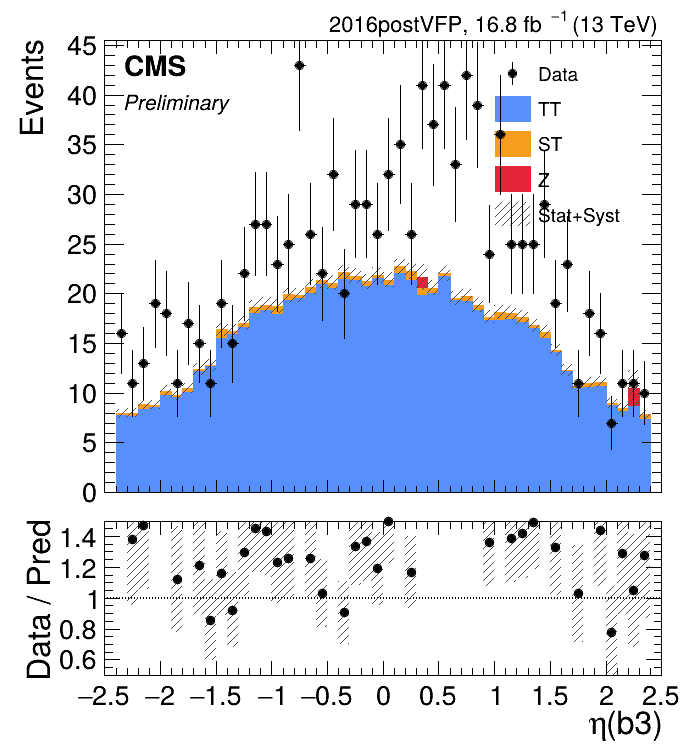 2016postVFP, 16.8 fb⁻¹ (13 TeV)
CMS
Preliminary
Events
45
40
35
30
25
20
15
10
5
0
Data
TT
ST
Z
Stat+Syst
Data / Pred
1.4
1.2
1
0.8
0.6
−2.5 −2 −1.5 −1 −0.5 0 0.5 1 1.5 2 2.5
η(b3)